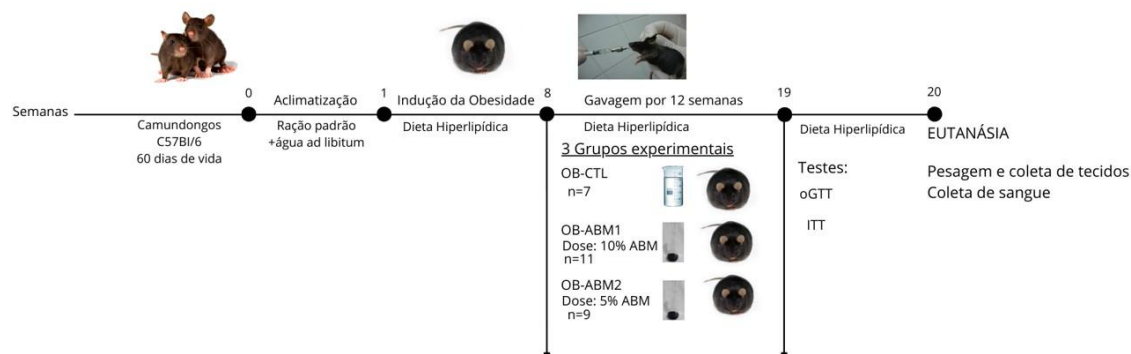 0
1
8
19
20
Semanas
Aclimatização
Indução da Obesidade
Gavagem por 12 semanas
Camundongos
C57Bl/6
60 dias de vida
Ração padrão
+água ad libitum
Dieta Hiperlipídica
Dieta Hiperlipídica
Dieta Hiperlipídica
EUTANÁSIA
3 Grupos experimentais
OB-CTL
n=7
OB-ABM1
Dose: 10% ABM
n=11
OB-ABM2
Dose: 5% ABM
n=9
Testes:
oGTT
ITT
Pesagem e coleta de tecidos
Coleta de sangue